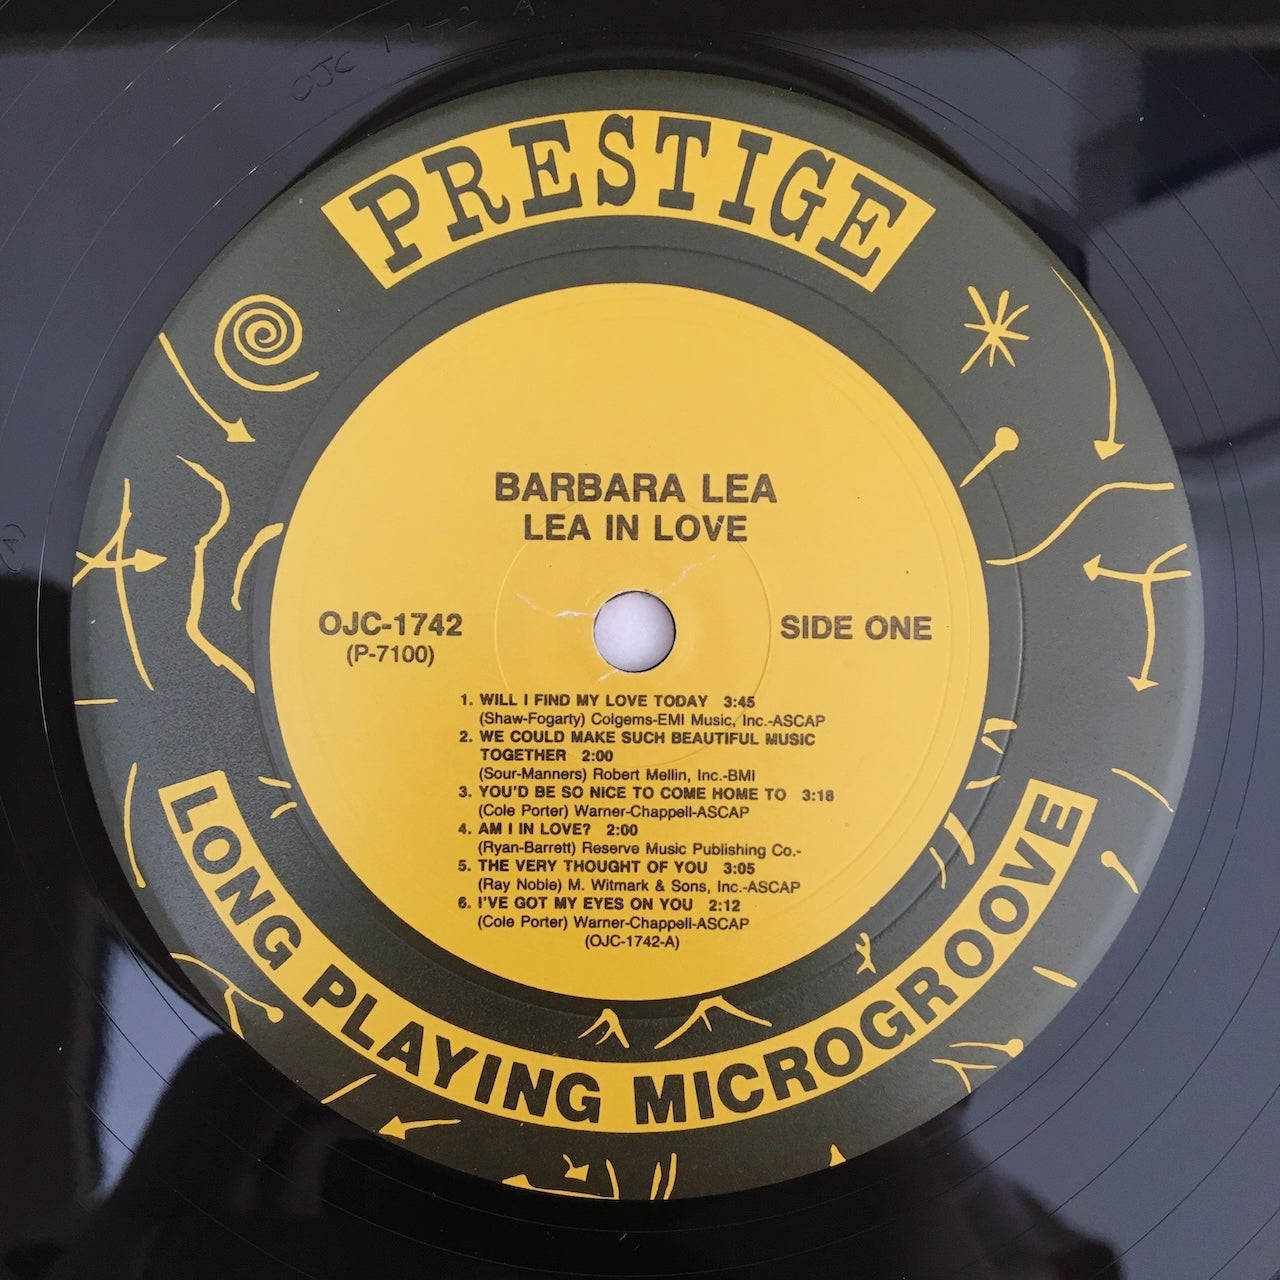 OJC 1742 A
PRESTIGE
BARBARA LEA
LEA IN LOVE
OJC-1742
(P-7100)
SIDE ONE
1. WILL I FIND MY LOVE TODAY 3:45
(Shaw-Fogarty) Colgems-EMI Music, Inc.-ASCAP
2. WE COULD MAKE SUCH BEAUTIFUL MUSIC
TOGETHER 2:00
(Sour-Manners) Robert Mellin, Inc.-BMI
3. YOU'D BE SO NICE TO COME HOME TO 3:18
(Cole Porter) Warner-Chappell-ASCAP
4. AM I IN LOVE? 2:00
(Ryan-Barrett) Reserve Music Publishing Co.-
5. THE VERY THOUGHT OF YOU 3:05
(Ray Noble) M. Witmark & Sons, Inc.-ASCAP
6. I'VE GOT MY EYES ON YOU 2:12
(Cole Porter) Warner-Chappell-ASCAP
(OJC-1742-A)
LONG PLAYING MICROGROOVE